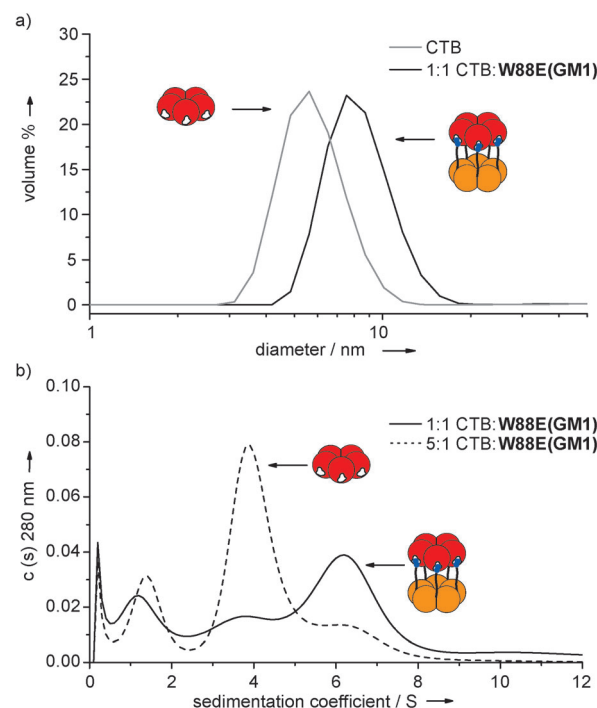 a)
30
25
20
15
10
5
0
volume % →
CTB
1:1 CTB:W88E(GM1)
1
10
diameter / nm →
b)
0.10
0.08
0.06
0.04
0.02
0.00
c (s) 280 nm →
1:1 CTB:W88E(GM1)
5:1 CTB:W88E(GM1)
0 2 4 6 8 10 12
sedimentation coefficient / S →